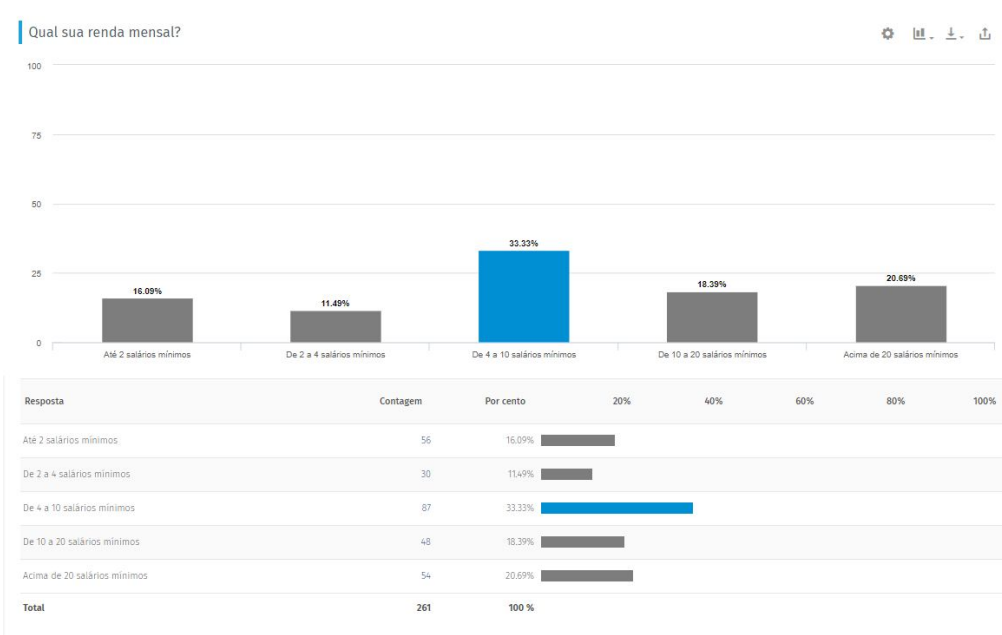 Qual sua renda mensal?
100
75
50
25
0
16.09%
11.49%
33.33%
18.39%
20.69%
Até 2 salários mínimos
De 2 a 4 salários mínimos
De 4 a 10 salários mínimos
De 10 a 20 salários mínimos
Acima de 20 salários mínimos
Resposta Contagem Por cento 20% 40% 60% 80% 100%
Até 2 salários mínimos 56 16.09%
De 2 a 4 salários mínimos 30 11.49%
De 4 a 10 salários mínimos 87 33.33%
De 10 a 20 salários mínimos 48 18.39%
Acima de 20 salários mínimos 54 20.69%
Total 261 100 %